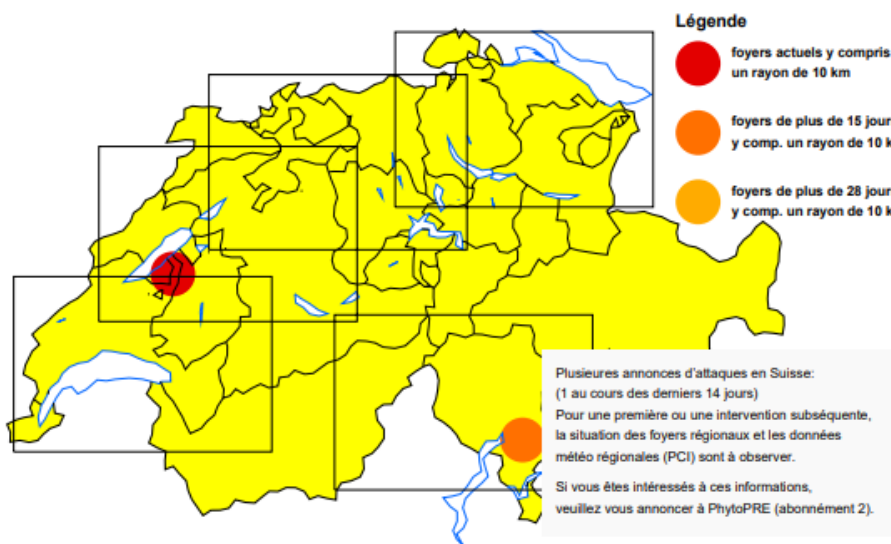 Légende
foyers actuels y compris
un rayon de 10 km
foyers de plus de 15 jour
y comp. un rayon de 10 k
foyers de plus de 28 jour
y comp. un rayon de 10 k
Plusieures annonces d'attaques en Suisse:
(1 au cours des derniers 14 jours)
Pour une première ou une intervention subséquente,
la situation des foyers régionaux et les données
météo régionales (PCI) sont à observer.
Si vous êtes intéressés à ces informations,
veuillez vous annoncer à PhytoPRE (abonnément 2).